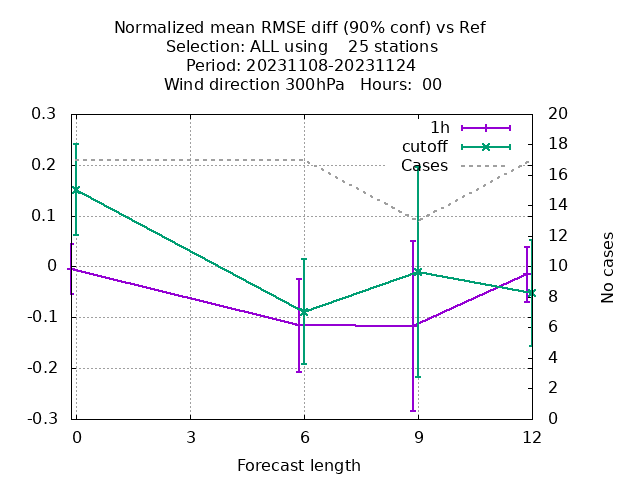 Normalized mean RMSE diff (90% conf) vs Ref
Selection: ALL using    25 stations
Period: 20231108-20231124
Wind direction 300hPa   Hours:  00
1h
cutoff
Cases
0.3
0.2
0.1
0
-0.1
-0.2
-0.3
20
18
16
14
12
10
8
6
4
2
0
No cases
0 3 6 9 12
Forecast length